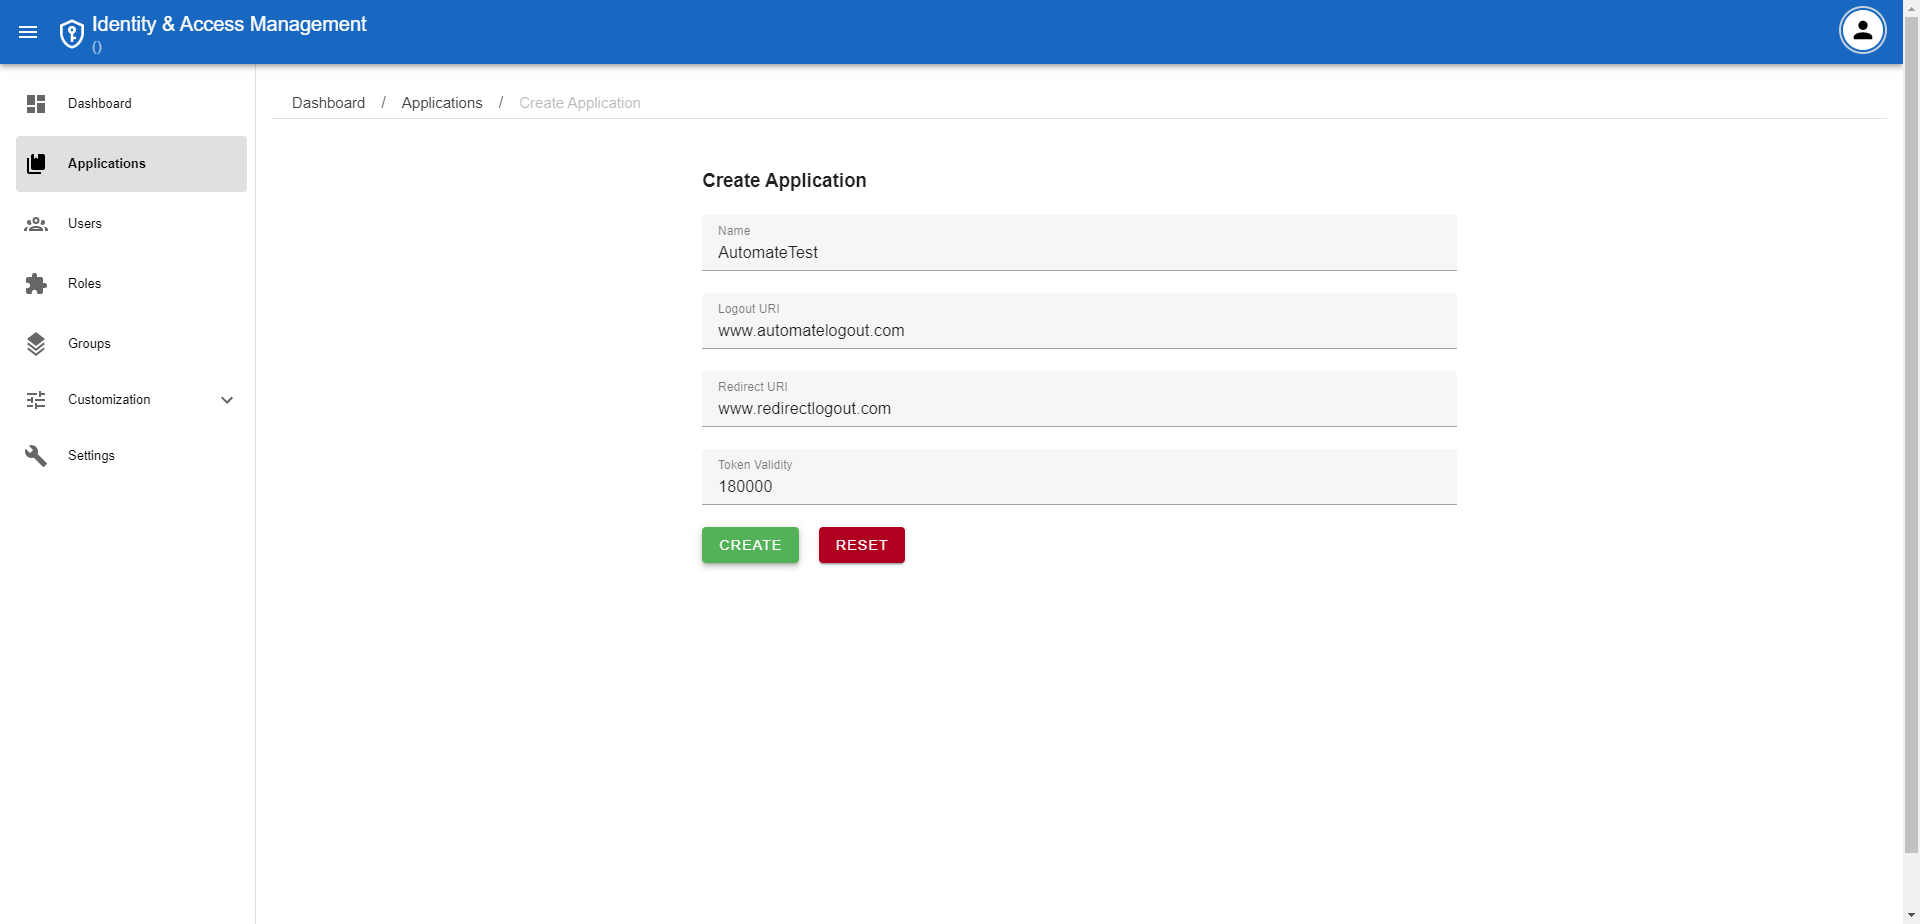 Identity & Access Management
()
Dashboard
Applications
Users
Roles
Groups
Customization
Settings
Dashboard / Applications / Create Application
Create Application
Name
AutomateTest
Logout URI
www.automatelogout.com
Redirect URI
www.redirectlogout.com
Token Validity
180000
CREATE RESET